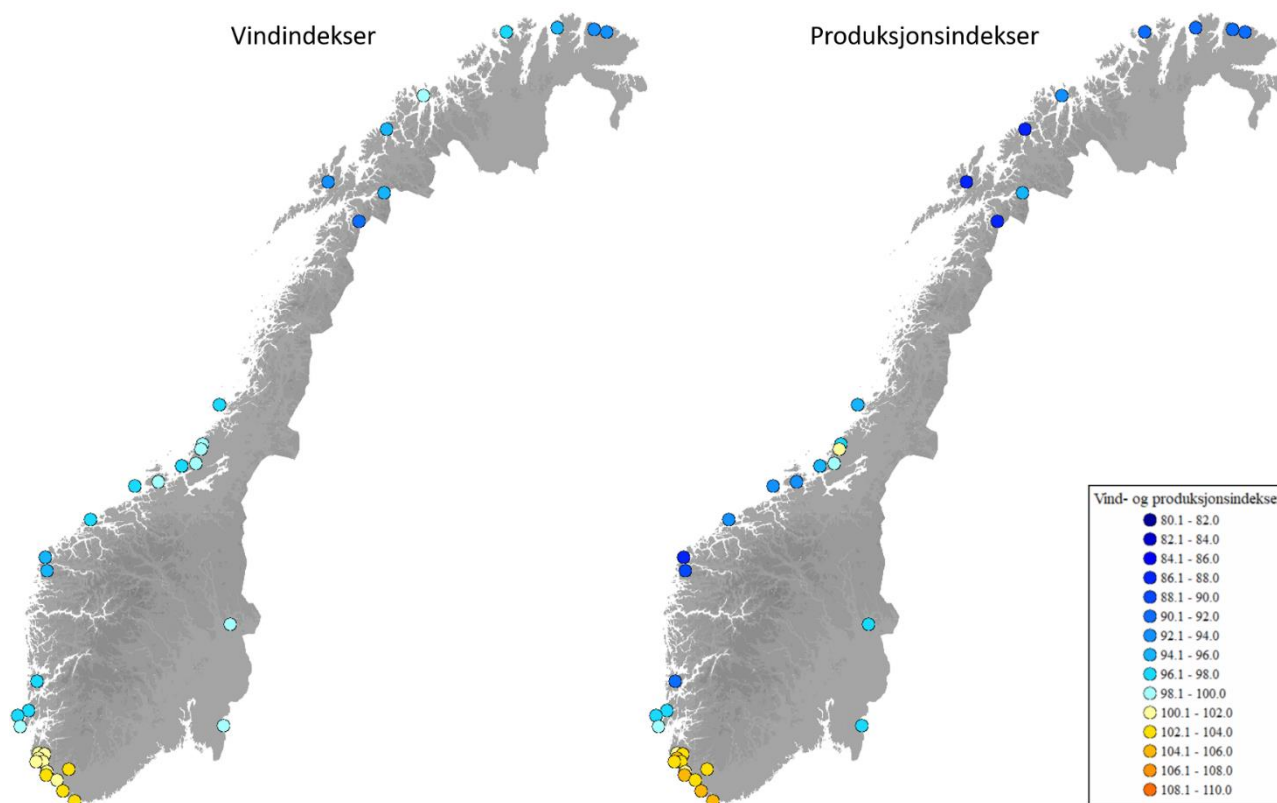 Vindindekser
Produksjonsindekser
Vind- og produksjonsindekser
80.1 - 82.0
82.1 - 84.0
84.1 - 86.0
86.1 - 88.0
88.1 - 90.0
90.1 - 92.0
92.1 - 94.0
94.1 - 96.0
96.1 - 98.0
98.1 - 100.0
100.1 - 102.0
102.1 - 104.0
104.1 - 106.0
106.1 - 108.0
108.1 - 110.0